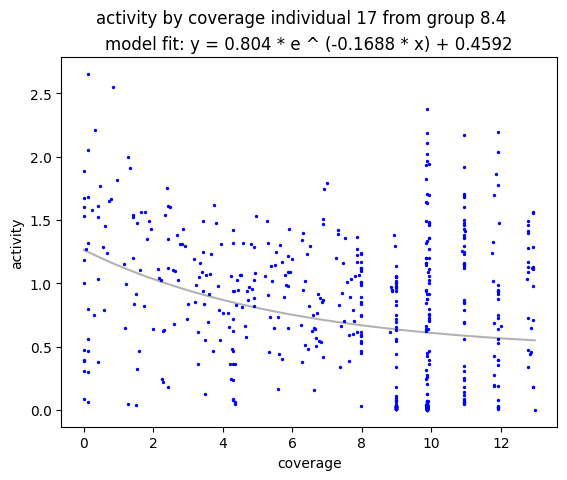 activity by coverage individual 17 from group 8.4
model fit: y = 0.804 * e ^ (-0.1688 * x) + 0.4592
2.5
2.0
1.5
1.0
0.5
0.0
activity
0 2 4 6 8 10 12
coverage